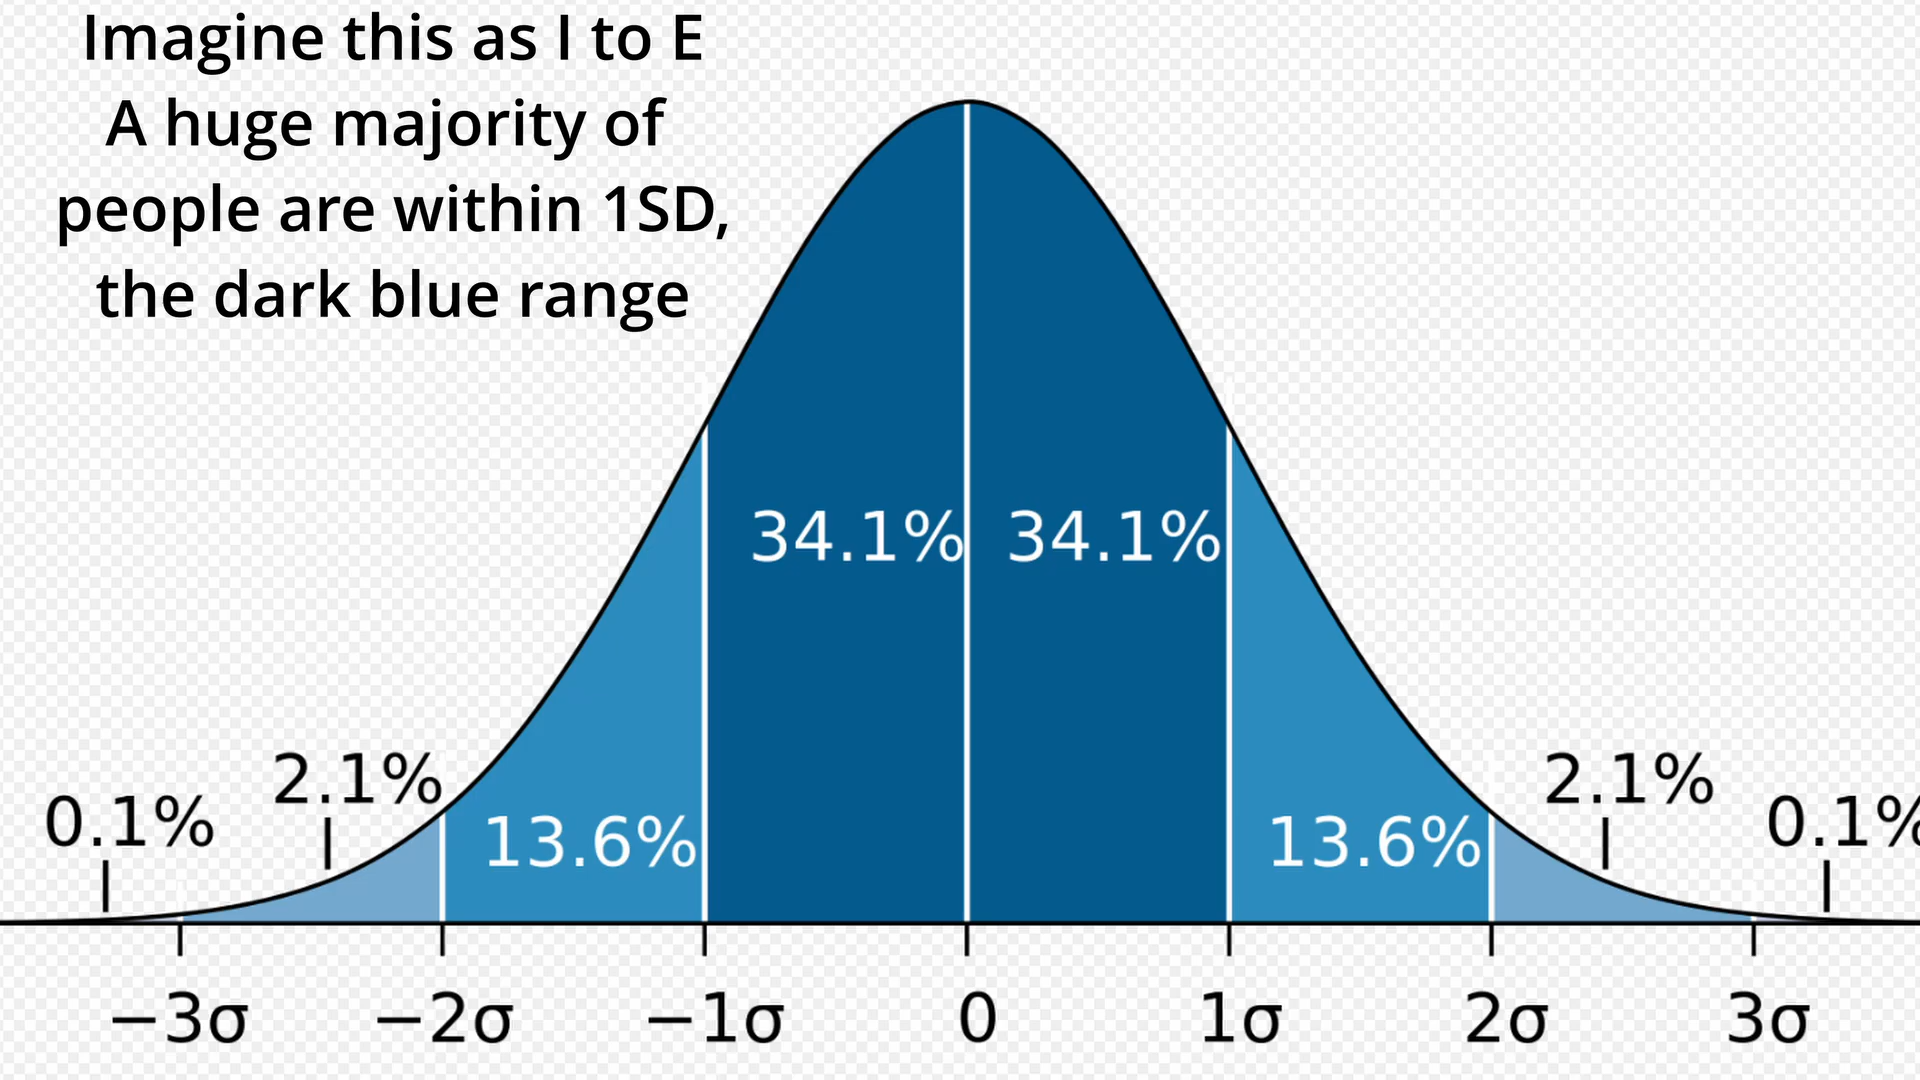 Imagine this as I to E
A huge majority of
people are within 1SD,
the dark blue range
34.1% 34.1%
2.1% 2.1%
0.1% 0.1%
13.6% 13.6%
−3σ −2σ −1σ 0 1σ 2σ 3σ